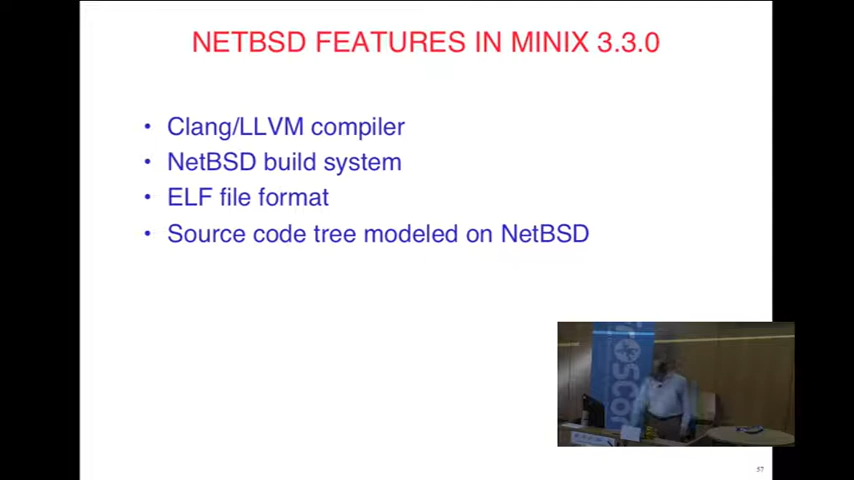 NETBSD FEATURES IN MINIX 3.3.0
• Clang/LLVM compiler
• NetBSD build system
• ELF file format
• Source code tree modeled on NetBSD
57